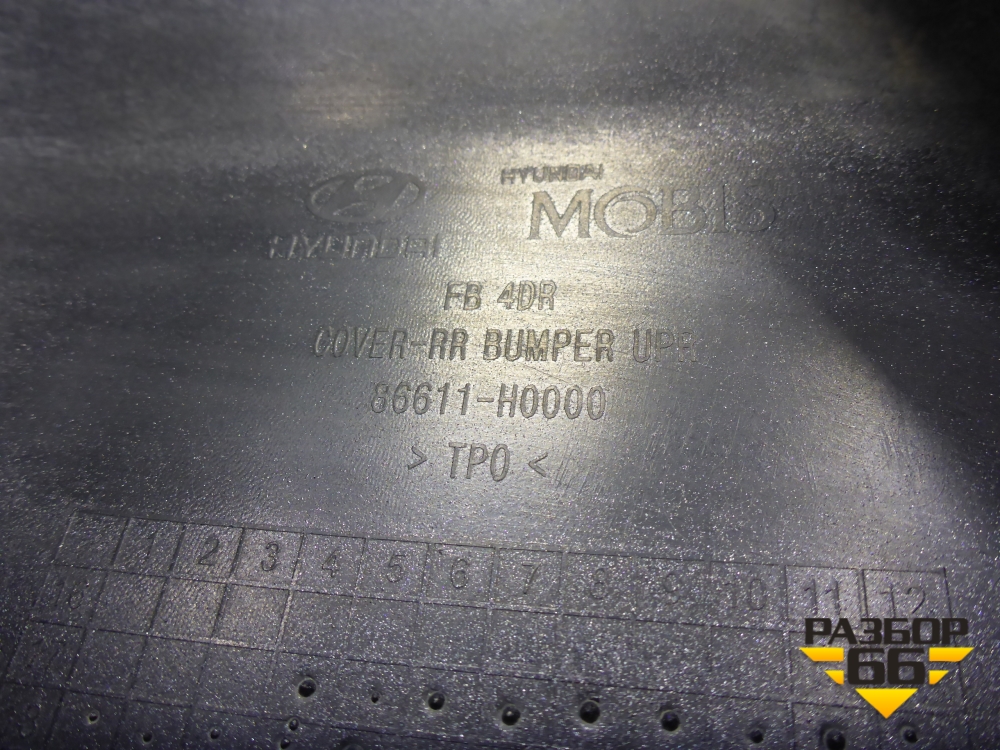 HYUNDAI
HYUNDAI
MOBIS
FB 4DR
COVER-RR BUMPER UPR
86611-H0000
> TPO <
1 2 3 4 5 6 7 8 9 10 11 12
16
РАЗБОР
66